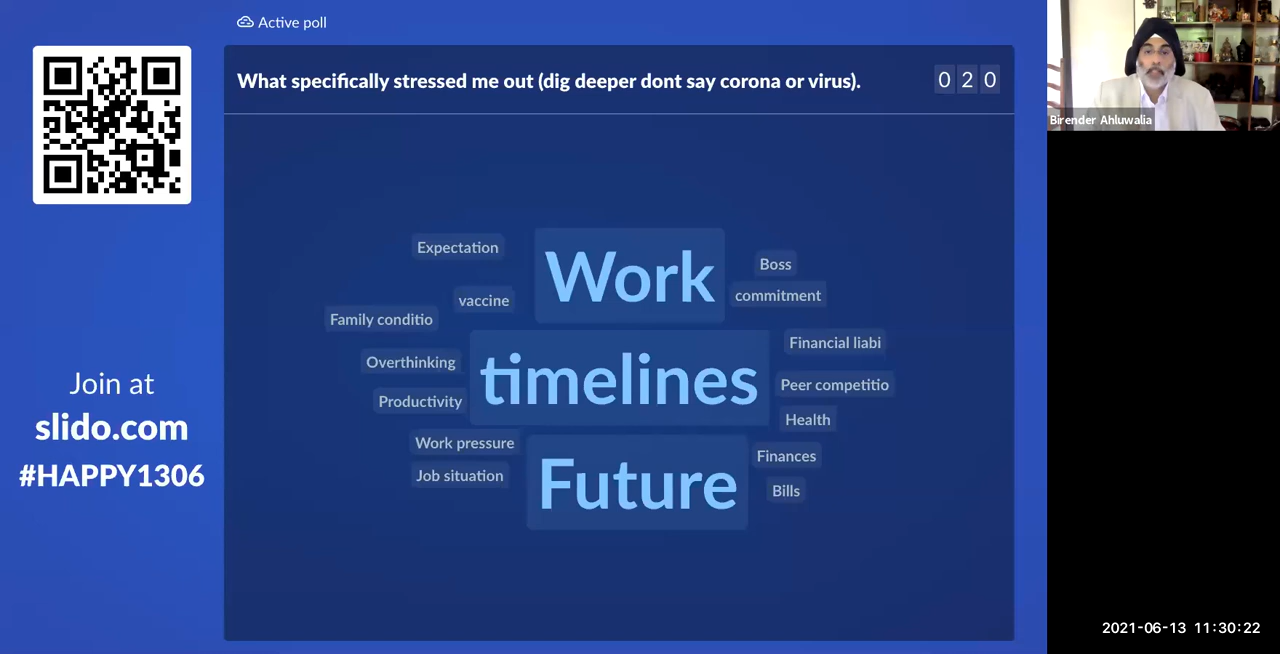 Active poll
What specifically stressed me out (dig deeper dont say corona or virus).
0 2 0
Birender Ahluwalia
Expectation
Work
Boss
commitment
vaccine
Family conditio
Financial liabi
Overthinking
timelines
Peer competitio
Productivity
Health
Work pressure
Future
Finances
Job situation
Bills
Join at
slido.com
#HAPPY1306
2021-06-13 11:30:22